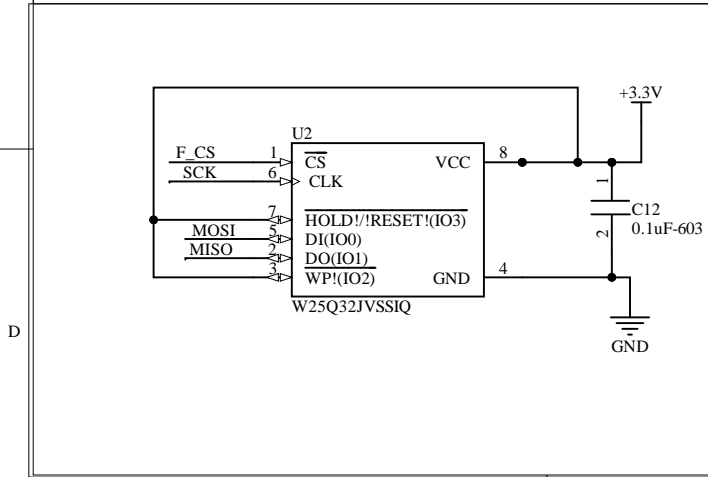 +3.3V
U2
F_CS 1 CS VCC 8
SCK 6 CLK
1
7 HOLD!/!RESET!(IO3)
C12
MOSI 5 DI(IO0)
0.1uF-603
2
MISO 2 DO(IO1)
3 WP!(IO2) GND 4
W25Q32JVSSIQ
D
GND